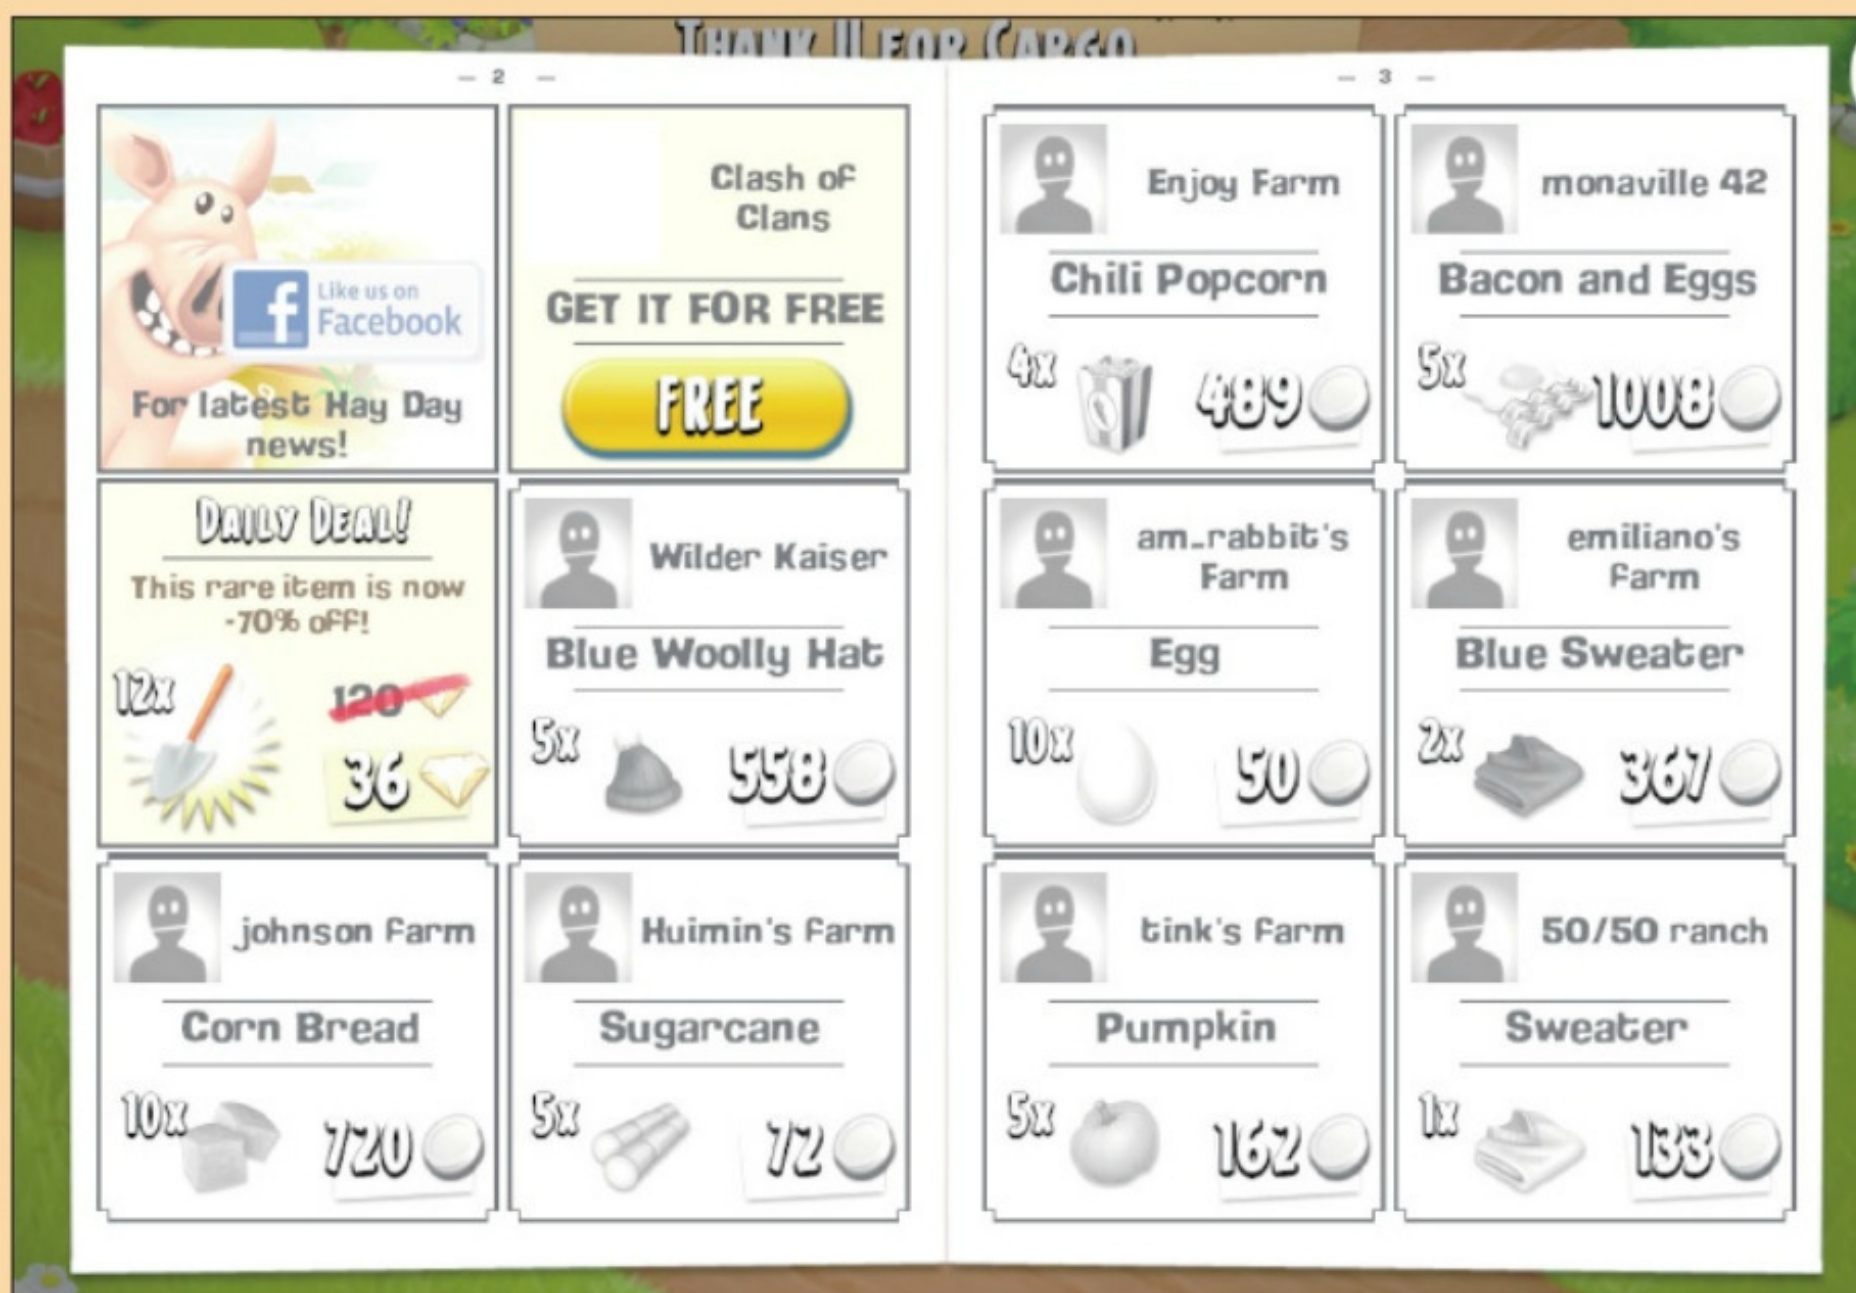 THANK U FOR CARGO
— 2 —
Like us on
Facebook
For latest Hay Day
news!
Clash of
Clans
GET IT FOR FREE
FREE
DAILY DEAL!
This rare item is now
-70% off!
12x
120
36
Wilder Kaiser
Blue Woolly Hat
5x
558
johnson farm
Corn Bread
10x
720
Huimin's farm
Sugarcane
5x
72
— 3 —
Enjoy Farm
Chili Popcorn
4x
489
monaville 42
Bacon and Eggs
5x
1008
am_rabbit's
Farm
Egg
10x
50
emiliano's
farm
Blue Sweater
2x
367
tink's farm
Pumpkin
5x
162
50/50 ranch
Sweater
1x
133